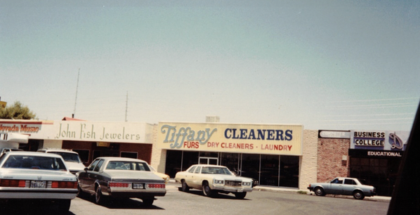 John Fish Jewelers
Tiffany CLEANERS
FURS DRY CLEANERS - LAUNDRY
BUSINESS
COLLEGE
EDUCATIONAL